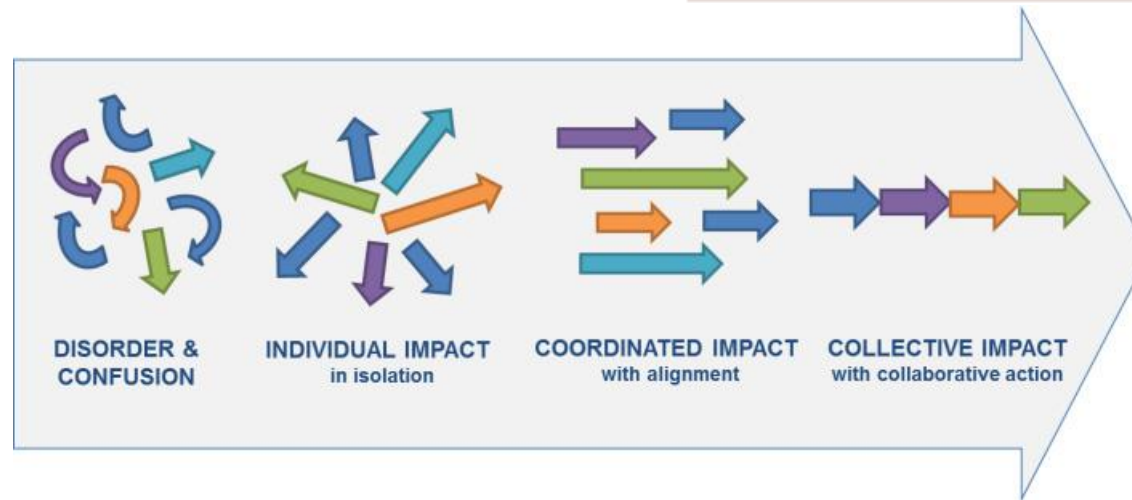 DISORDER &
CONFUSION
INDIVIDUAL IMPACT
in isolation
COORDINATED IMPACT
with alignment
COLLECTIVE IMPACT
with collaborative action